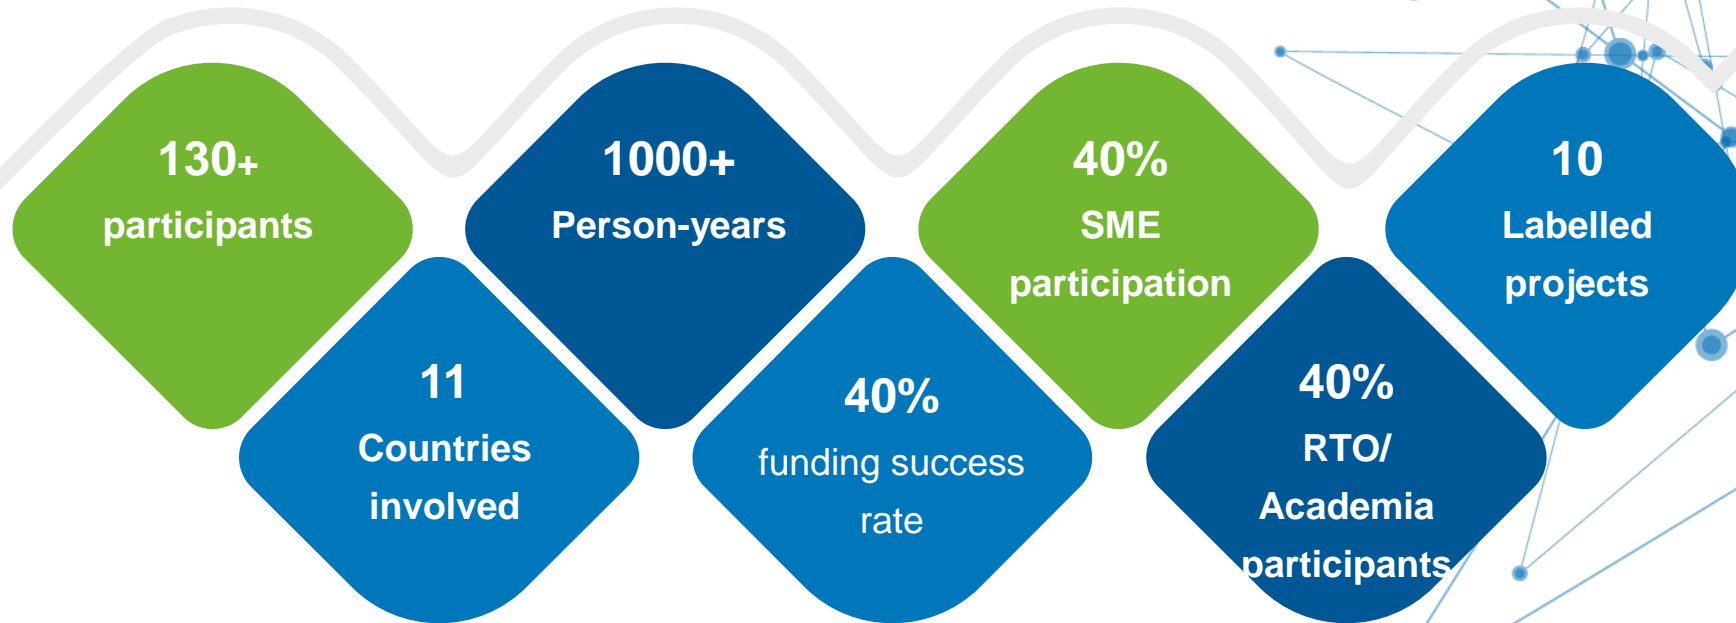 130+
participants
11
Countries
involved
1000+
Person-years
40%
funding success
rate
40%
SME
participation
40%
RTO/
Academia
participants
10
Labelled
projects